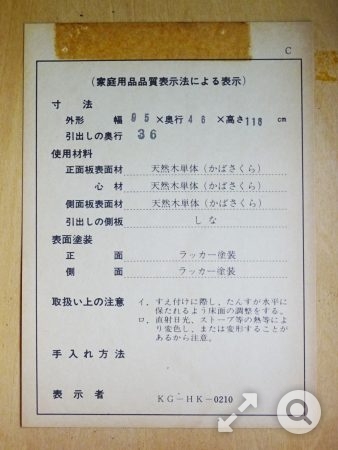 C
(家庭用品品質表示法による表示)
寸法
外形 幅 95 ×奥行 46 ×高さ 118 cm
引出しの奥行 36
使用材料
正面板表面材 天然木単体(かばさくら)
心材 天然木単体(かばさくら)
側面板表面材 天然木単体(かばさくら)
引出しの側板 しな
表面塗装
正面 ラッカー塗装
側面 ラッカー塗装
取扱い上の注意 イ.すえ付けに際し、たんすが水平に
保たれるよう床面の調整をする。
ロ.直射日光、ストーブ等の熱等によ
り変色し、または変形することが
あるから注意。
手入れ方法
表示者 KG-HK-0210